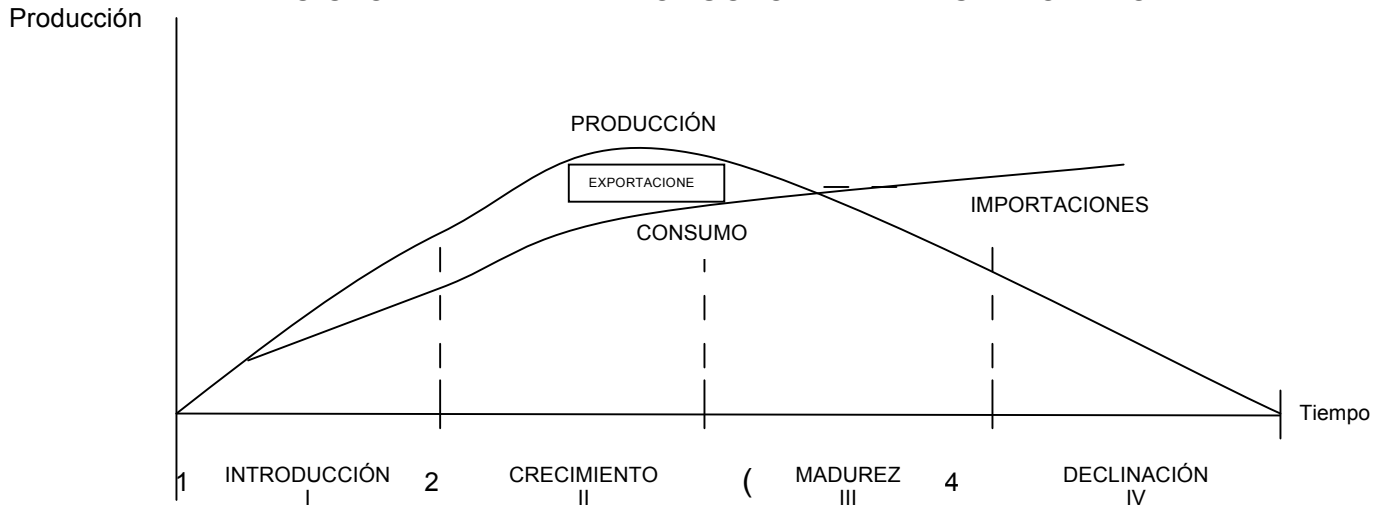 Producción
PRODUCCIÓN
EXPORTACIONE
IMPORTACIONES
CONSUMO
Tiempo
1 INTRODUCCIÓN 2 CRECIMIENTO ( MADUREZ 4 DECLINACIÓN
I II III IV